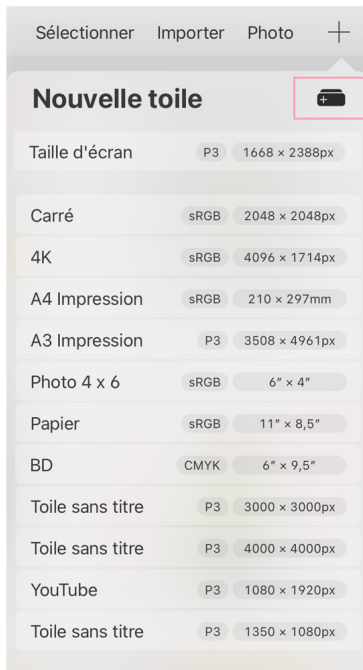 Sélectionner Importer Photo
Nouvelle toile
Taille d'écran P3 1668 × 2388px
Carré sRGB 2048 × 2048px
4K sRGB 4096 × 1714px
A4 Impression sRGB 210 × 297mm
A3 Impression P3 3508 × 4961px
Photo 4 x 6 sRGB 6" × 4"
Papier sRGB 11" × 8,5"
BD CMYK 6" × 9,5"
Toile sans titre P3 3000 × 3000px
Toile sans titre P3 4000 × 4000px
YouTube P3 1080 × 1920px
Toile sans titre P3 1350 × 1080px